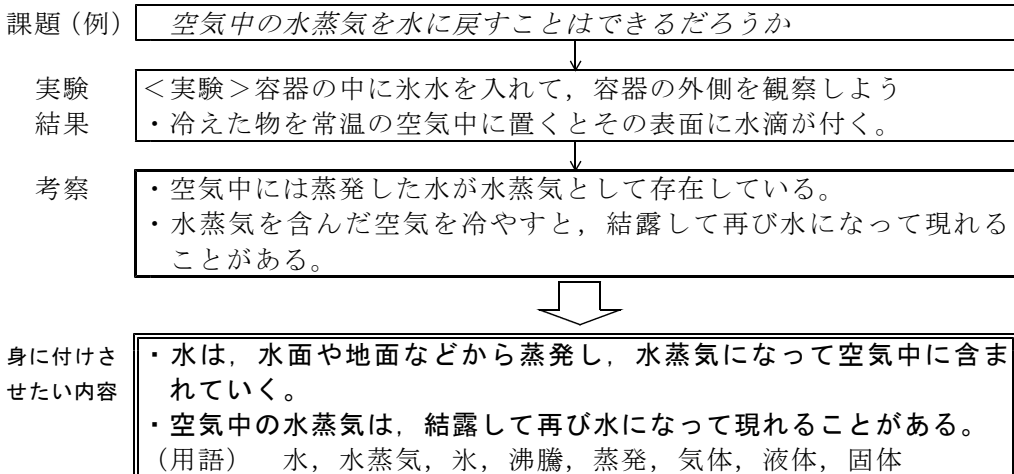 課題（例） 空気中の水蒸気を水に戻すことはできるだろうか
実験 ＜実験＞容器の中に氷水を入れて，容器の外側を観察しよう
結果 ・冷えた物を常温の空気中に置くとその表面に水滴が付く。
考察 ・空気中には蒸発した水が水蒸気として存在している。
・水蒸気を含んだ空気を冷やすと，結露して再び水になって現れる
ことがある。
身に付けさ ・水は，水面や地面などから蒸発し，水蒸気になって空気中に含ま
せたい内容 れていく。
・空気中の水蒸気は，結露して再び水になって現れることがある。
（用語） 水，水蒸気，氷，沸騰，蒸発，気体，液体，固体